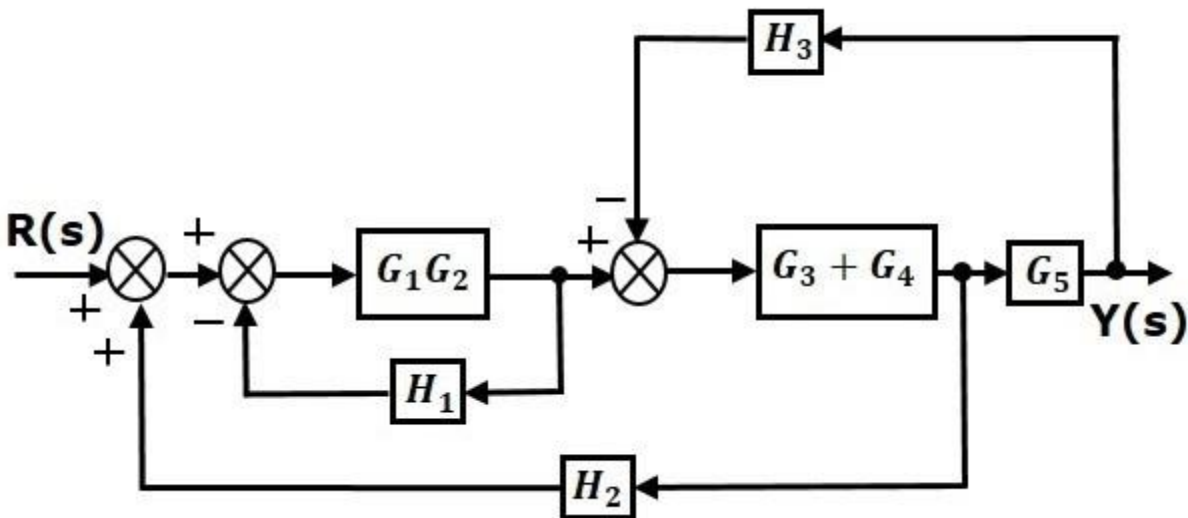 H₃
−
R(s)
+
+
G₁G₂
G₃ + G₄
G₅
+
−
Y(s)
+
H₁
H₂